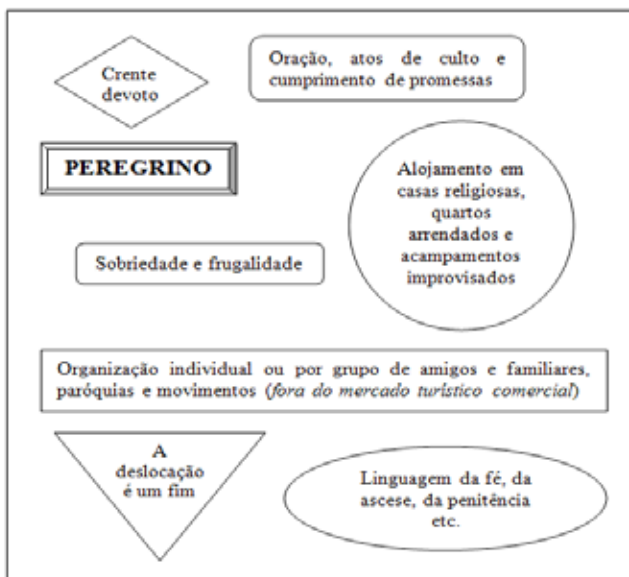 Crente
devoto
Oração, atos de culto e
cumprimento de promessas
PEREGRINO
Alojamento em
casas religiosas,
quartos
arrendados e
acampamentos
improvisados
Sobriedade e frugalidade
Organização individual ou por grupo de amigos e familiares,
paróquias e movimentos (fora do mercado turístico comercial)
A
deslocação
é um fim
Linguagem da fé, da
ascese, da penitência
etc.